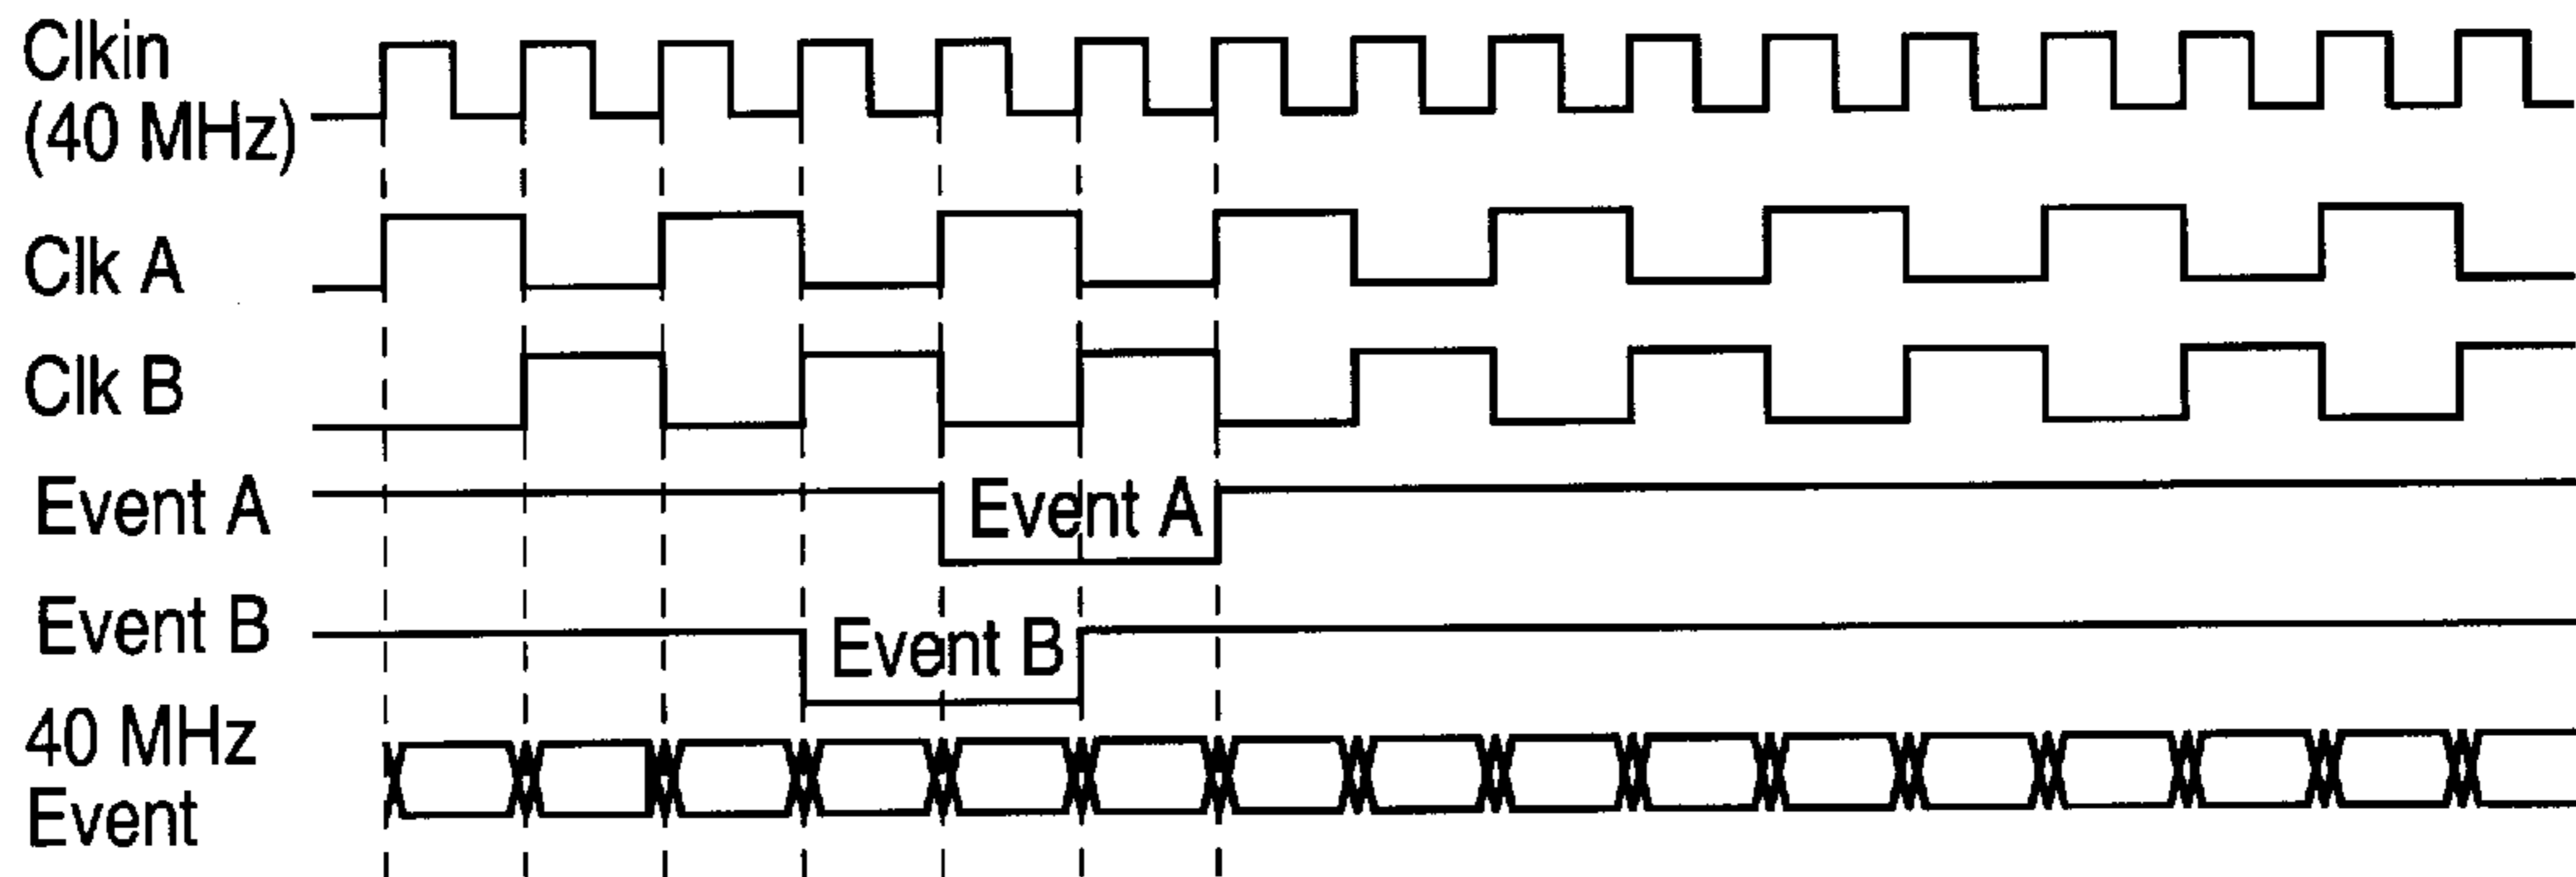 Clkin
(40 MHz)
Clk A
Clk B
Event A
Event A
Event B
Event B
40 MHz
Event